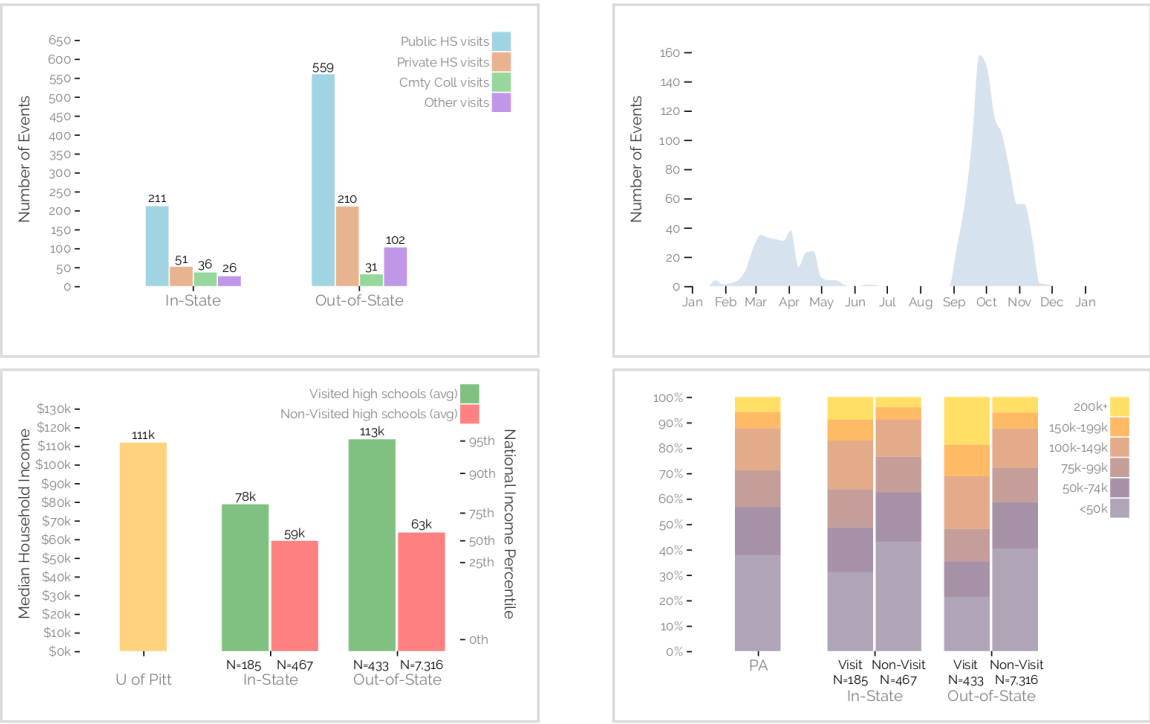 Number of Events
650
600
550
500
450
400
350
300
250
200
150
100
50
0
Public HS visits
Private HS visits
Cmty Coll visits
Other visits
211
51
36
26
559
210
31
102
In-State
Out-of-State
Number of Events
160
140
120
100
80
60
40
20
0
Jan Feb Mar Apr May Jun Jul Aug Sep Oct Nov Dec Jan
Median Household Income
$130k
$120k
$110k
$100k
$90k
$80k
$70k
$60k
$50k
$40k
$30k
$20k
$10k
$0k
Visited high schools (avg)
Non-Visited high schools (avg)
111k
78k
59k
113k
63k
National Income Percentile
95th
90th
75th
50th
25th
0th
N=185 N=467 N=433 N=7,316
U of Pitt In-State Out-of-State
100%
90%
80%
70%
60%
50%
40%
30%
20%
10%
0%
200k+
150k-199k
100k-149k
75k-99k
50k-74k
<50k
PA
Visit Non-Visit Visit Non-Visit
N=185 N=467 N=433 N=7,316
In-State Out-of-State